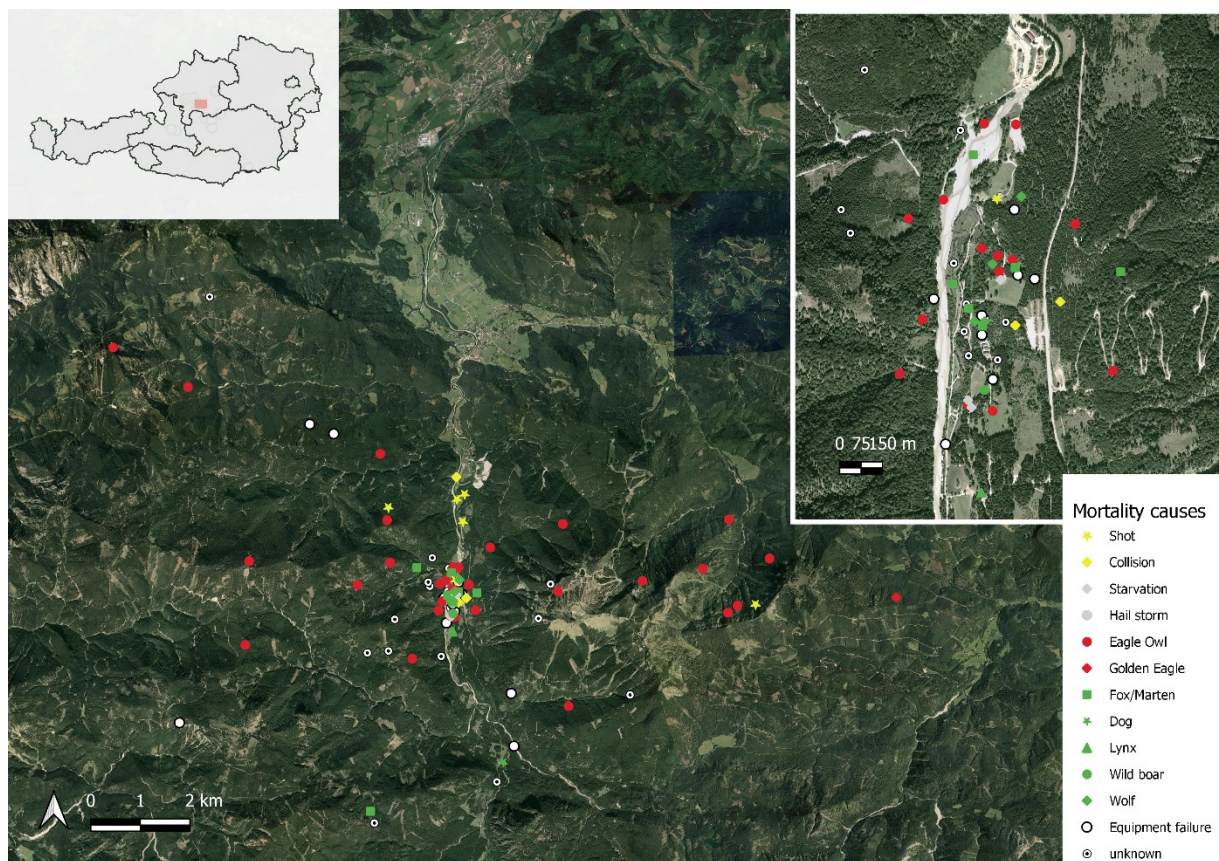 0 75150 m
Mortality causes
Shot
Collision
Starvation
Hail storm
Eagle Owl
Golden Eagle
Fox/Marten
Dog
Lynx
Wild boar
Wolf
Equipment failure
unknown
0 1 2 km